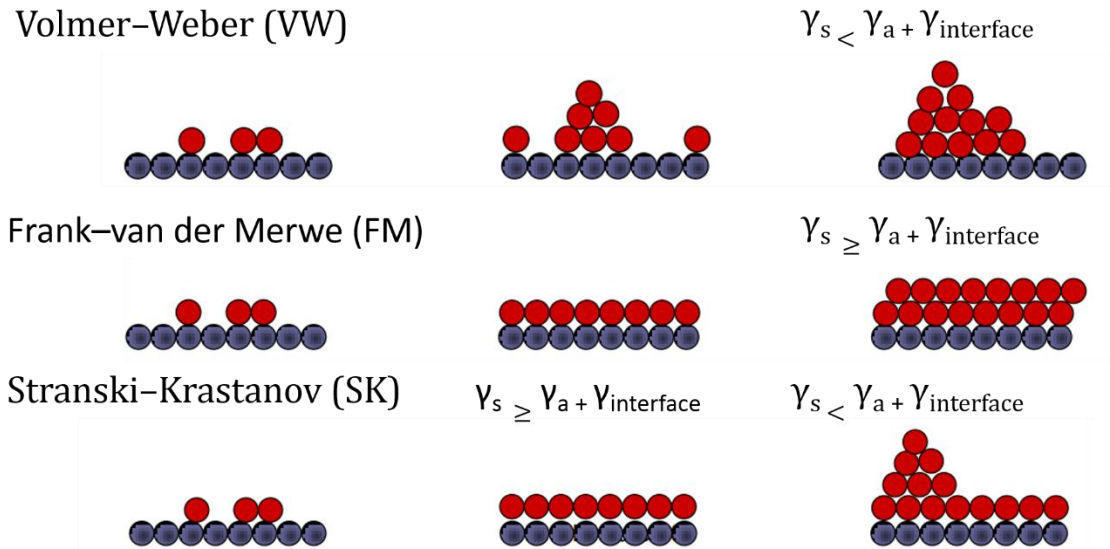 Volmer–Weber (VW)
γs < γa + γinterface
Frank–van der Merwe (FM)
γs ≥ γa + γinterface
Stranski–Krastanov (SK)
γs ≥ γa + γinterface
γs < γa + γinterface